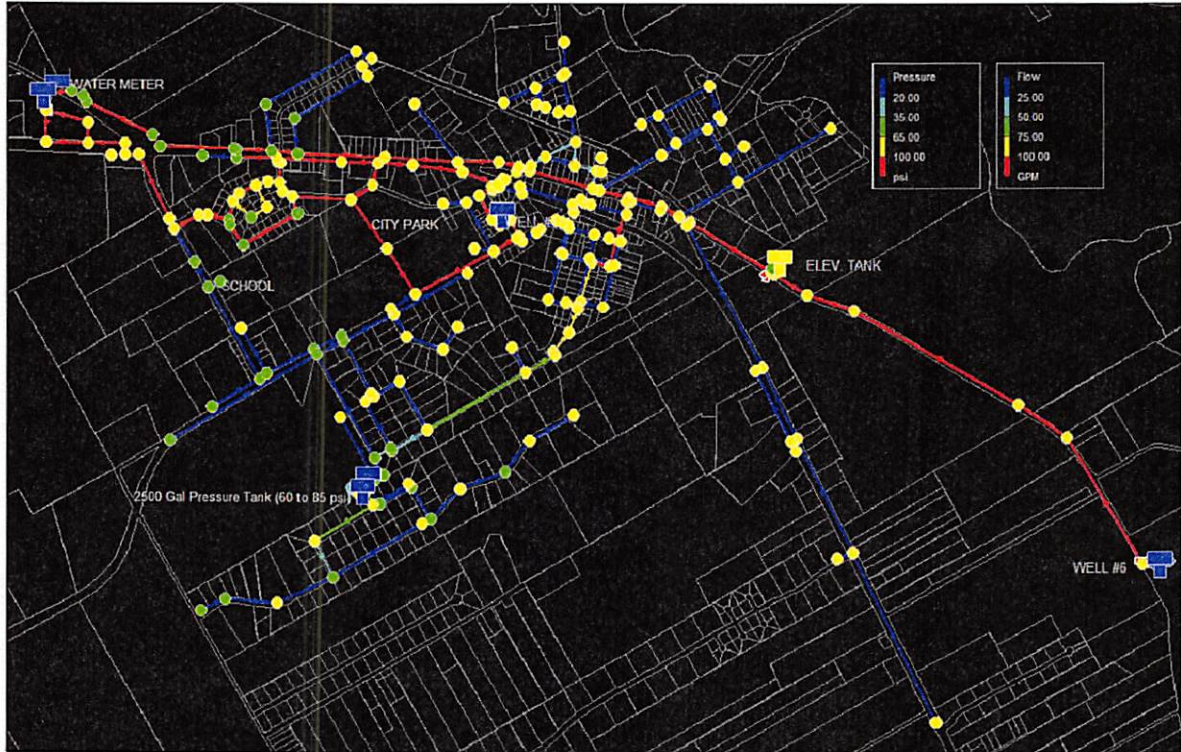 WATER METER
Pressure
20.00
35.00
65.00
100.00
psi
Flow
25.00
50.00
75.00
100.00
GPM
CITY PARK
WELL #
ELEV. TANK
SCHOOL
2500 Gal Pressure Tank (60 to 85 psi)
WELL #6